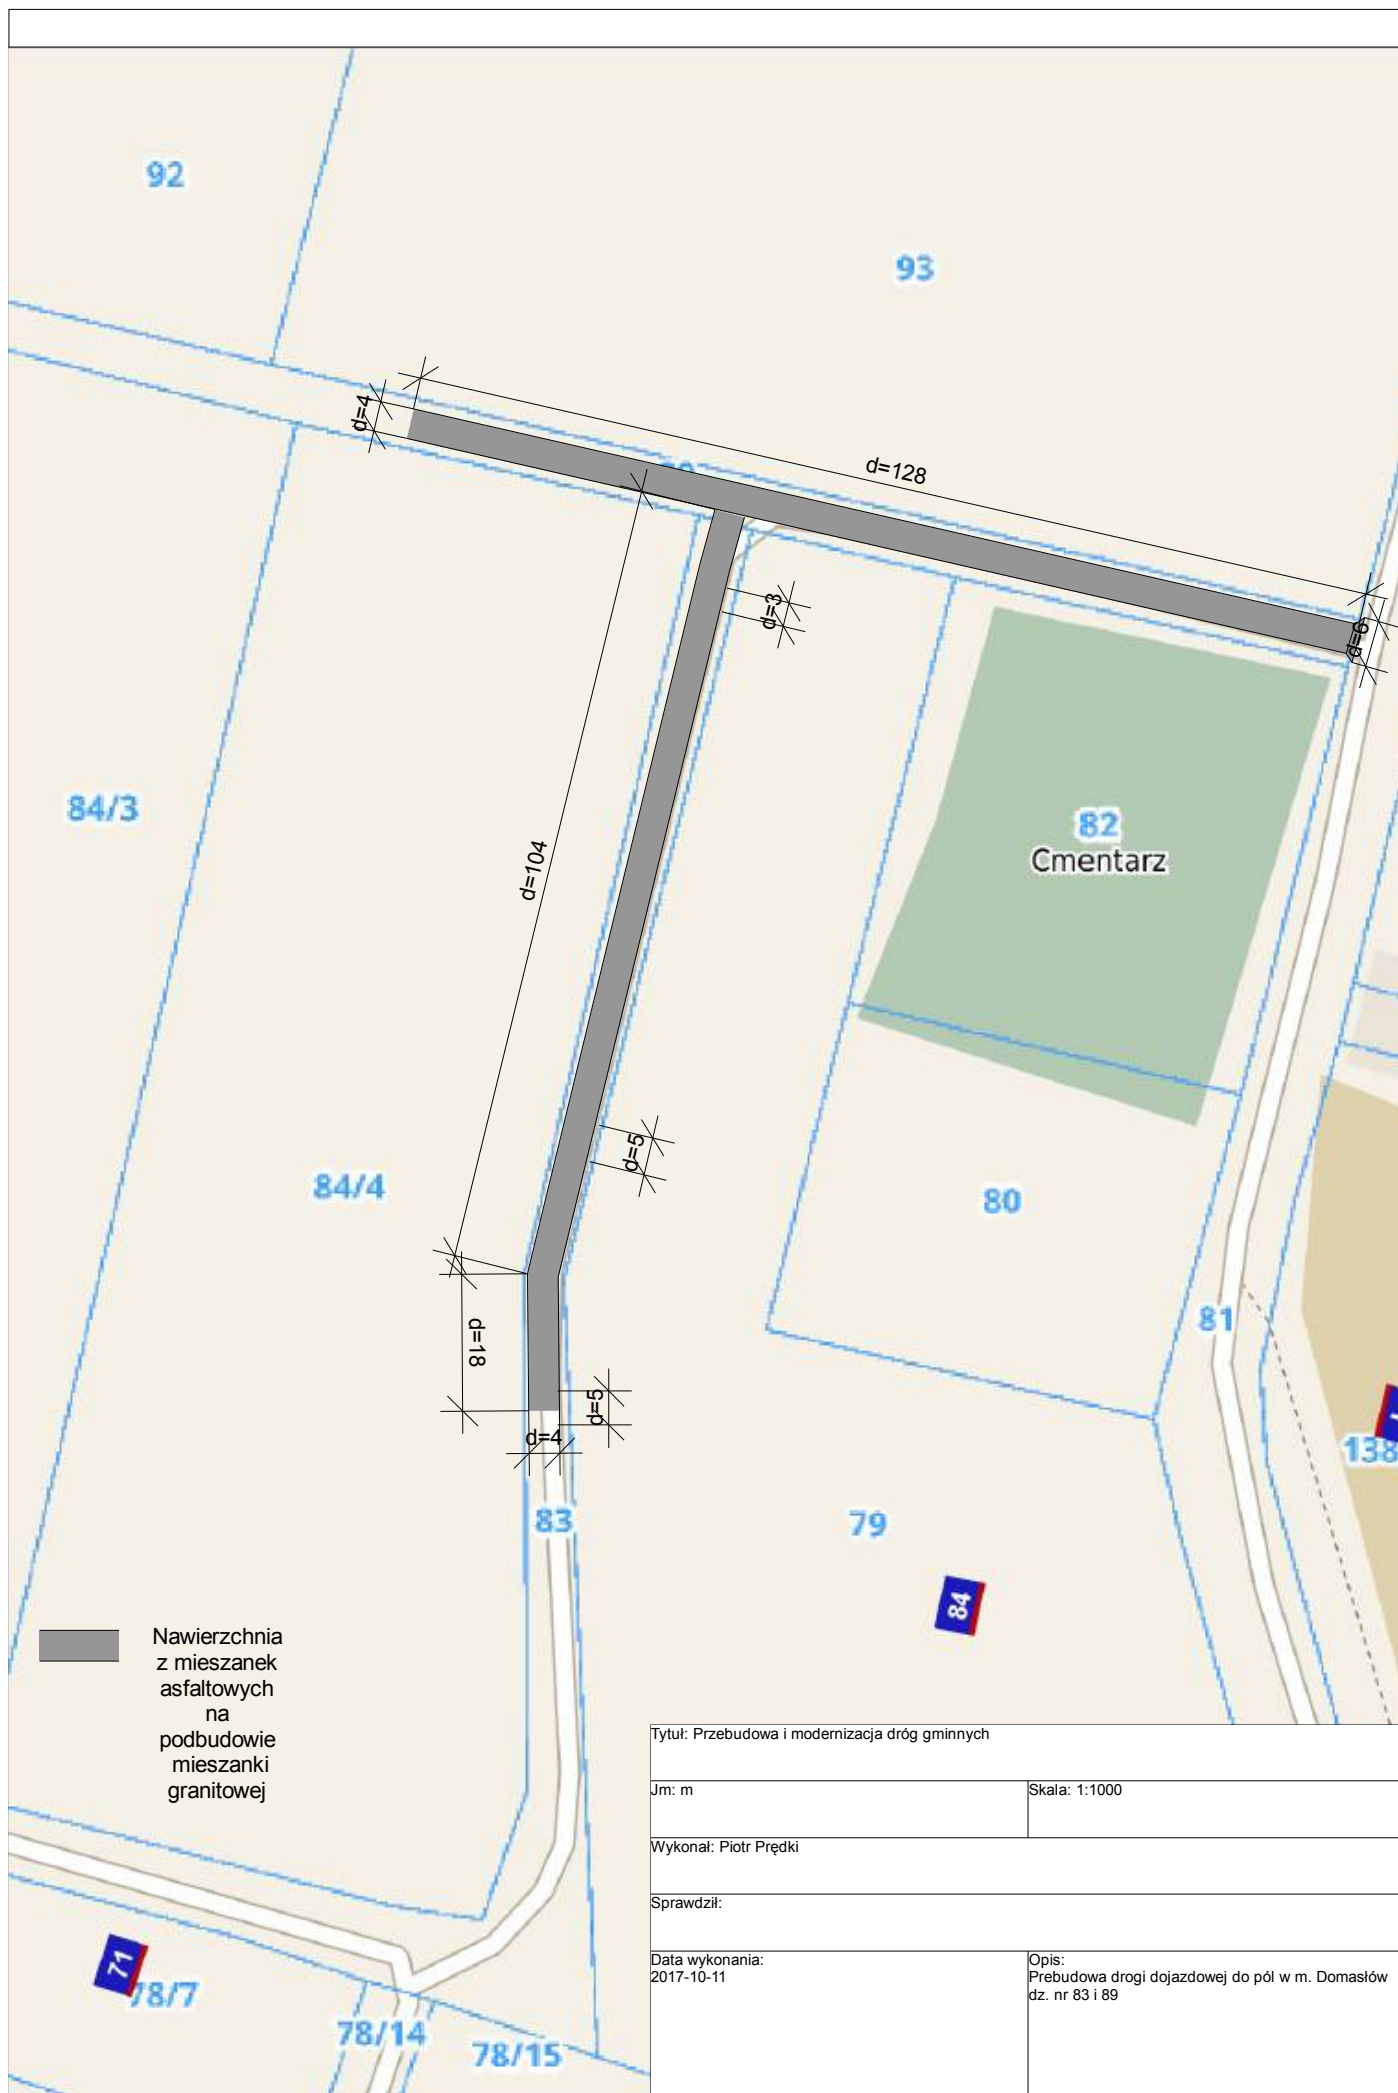 92
93
d=4
d=128
d=3
d=6
84/3
82
Cmentarz
d=104
d=5
84/4
80
81
d=18
d=5
d=4
138
83
79
84
Nawierzchnia
z mieszanek
asfaltowych
na
podbudowie
mieszanki
granitowej
Tytuł: Przebudowa i modernizacja dróg gminnych
Jm: m
Skala: 1:1000
Wykonał: Piotr Prędki
Sprawdził:
Data wykonania:
2017-10-11
Opis:
Prebudowa drogi dojazdowej do pól w m. Domasłów
dz. nr 83 i 89
71
78/7
78/14
78/15